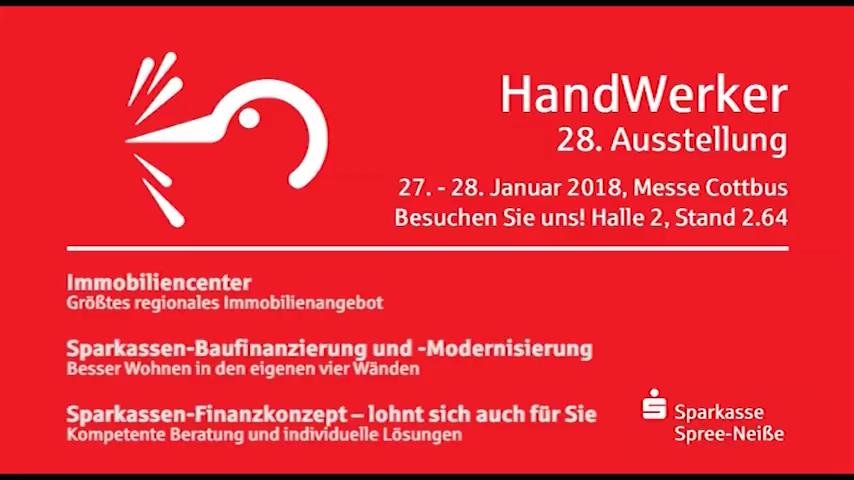 HandWerker
28. Ausstellung
27. - 28. Januar 2018, Messe Cottbus
Besuchen Sie uns! Halle 2, Stand 2.64
Immobiliencenter
Größtes regionales Immobilienangebot
Sparkassen-Baufinanzierung und -Modernisierung
Besser Wohnen in den eigenen vier Wänden
Sparkassen-Finanzkonzept – lohnt sich auch für Sie
Kompetente Beratung und individuelle Lösungen
Sparkasse
Spree-Neiße